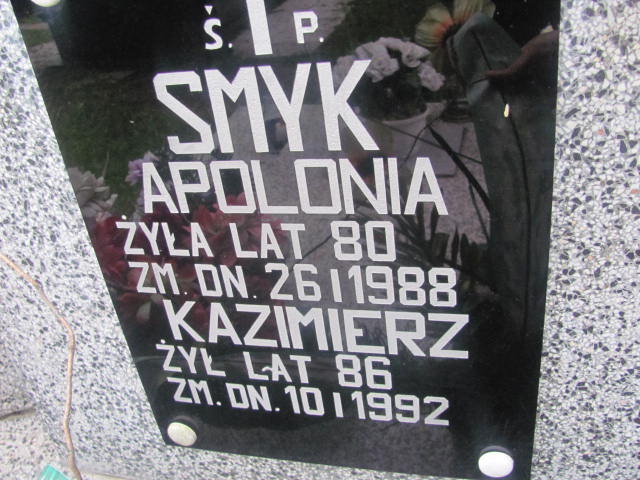 Ś. P.
SMYK
APOLONIA
ŻYŁA LAT 80
ZM. DN. 26 I 1988
KAZIMIERZ
ŻYŁ LAT 86
ZM. DN. 10 I 1992